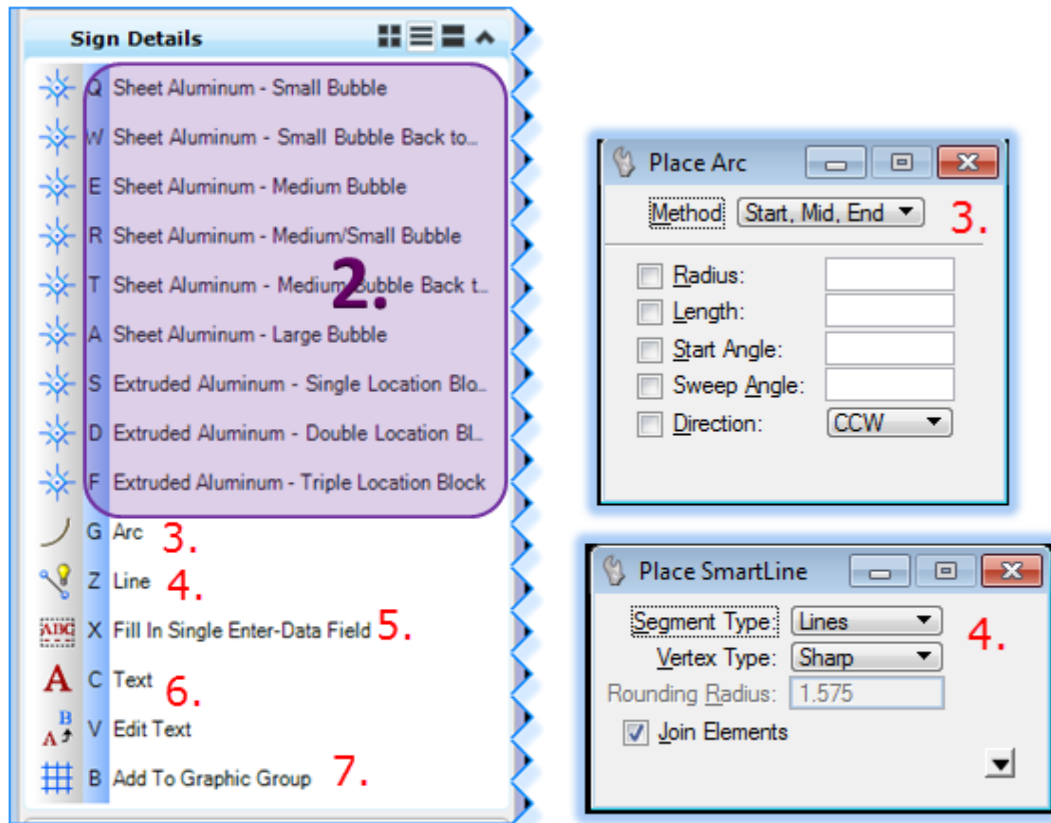 Sign Details
Q Sheet Aluminum - Small Bubble
W Sheet Aluminum - Small Bubble Back to...
E Sheet Aluminum - Medium Bubble
R Sheet Aluminum - Medium/Small Bubble
2.
T Sheet Aluminum - Medium Bubble Back t...
A Sheet Aluminum - Large Bubble
S Extruded Aluminum - Single Location Blo...
D Extruded Aluminum - Double Location Bl...
F Extruded Aluminum - Triple Location Block
G Arc 3.
Z Line 4.
ABC X Fill In Single Enter-Data Field 5.
A C Text 6.
A B V Edit Text
B Add To Graphic Group 7.
Place Arc
Method Start, Mid, End 3.
Radius:
Length:
Start Angle:
Sweep Angle:
Direction: CCW
Place SmartLine
Segment Type: Lines 4.
Vertex Type: Sharp
Rounding Radius: 1.575
Join Elements